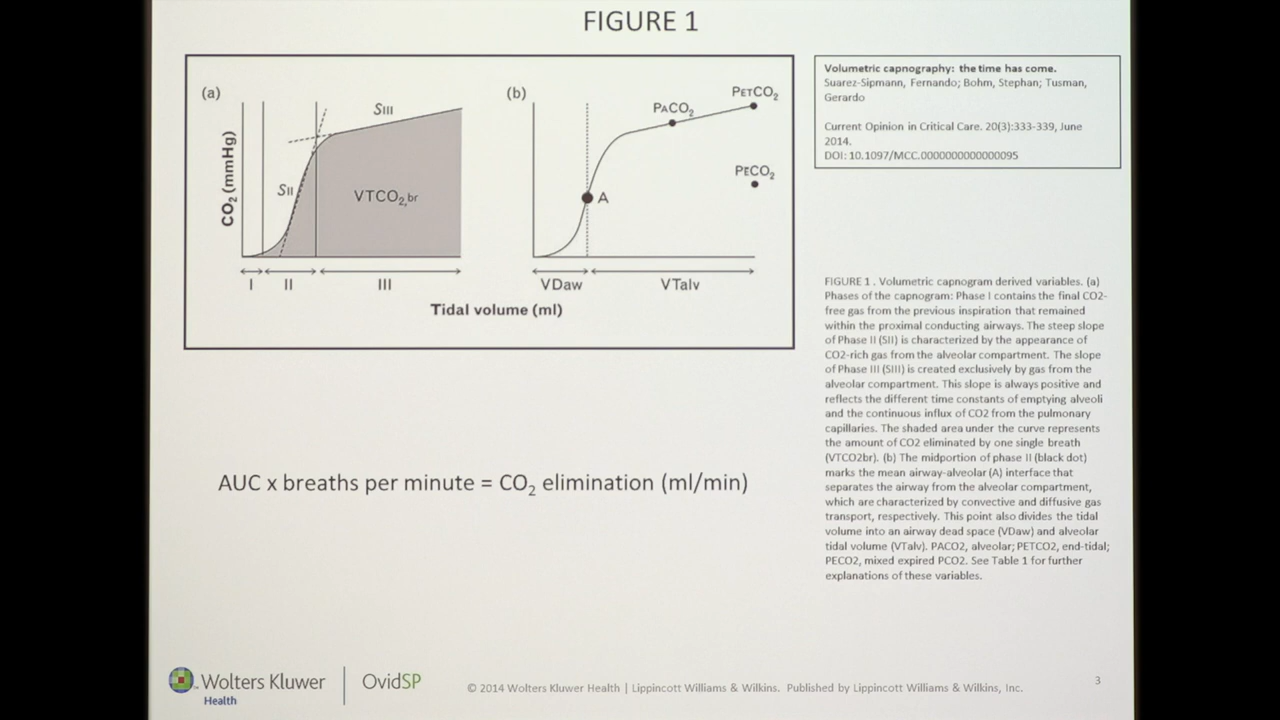 FIGURE 1
(a)
CO2 (mmHg)
SII
SIII
VTCO2,br
I II III
(b)
PACO2
PETCO2
PECO2
A
VDaw VTalv
Tidal volume (ml)
Volumetric capnography: the time has come.
Suarez-Sipmann, Fernando; Bohm, Stephan; Tusman,
Gerardo
Current Opinion in Critical Care. 20(3):333-339, June
2014.
DOI: 10.1097/MCC.0000000000000095
FIGURE 1 . Volumetric capnogram derived variables. (a)
Phases of the capnogram: Phase I contains the final CO2-
free gas from the previous inspiration that remained
within the proximal conducting airways. The steep slope
of Phase II (SII) is characterized by the appearance of
CO2-rich gas from the alveolar compartment. The slope
of Phase III (SIII) is created exclusively by gas from the
alveolar compartment. This slope is always positive and
reflects the different time constants of emptying alveoli
and the continuous influx of CO2 from the pulmonary
capillaries. The shaded area under the curve represents
the amount of CO2 eliminated by one single breath
(VTCO2br). (b) The midportion of phase II (black dot)
marks the mean airway-alveolar (A) interface that
separates the airway from the alveolar compartment,
which are characterized by convective and diffusive gas
transport, respectively. This point also divides the tidal
volume into an airway dead space (VDaw) and alveolar
tidal volume (VTalv). PACO2, alveolar; PETCO2, end-tidal;
PECO2, mixed expired PCO2. See Table 1 for further
explanations of these variables.
AUC x breaths per minute = CO2 elimination (ml/min)
Wolters Kluwer
Health
OvidSP
© 2014 Wolters Kluwer Health | Lippincott Williams & Wilkins. Published by Lippincott Williams & Wilkins, Inc.
3